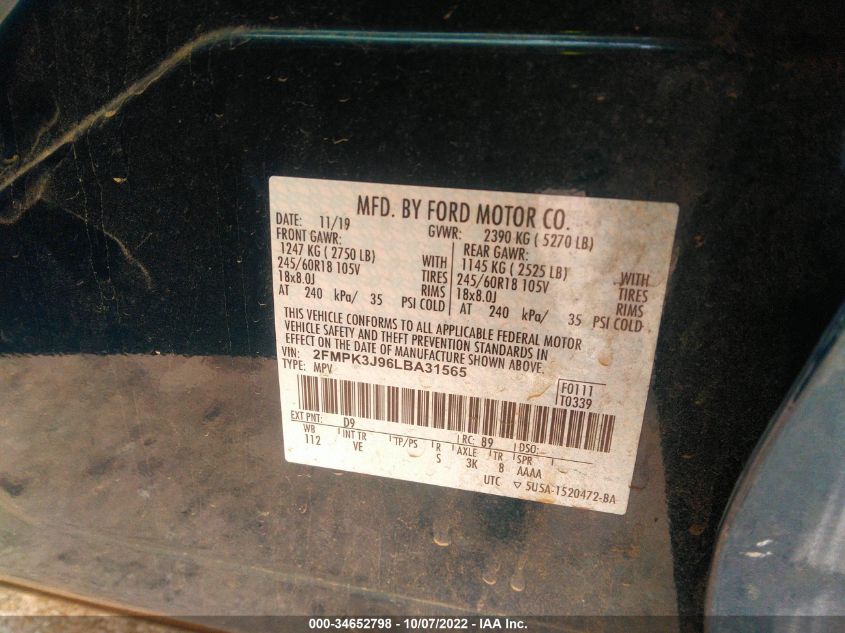 MFD. BY FORD MOTOR CO.
DATE: 11/19 GVWR: 2390 KG ( 5270 LB)
FRONT GAWR: REAR GAWR:
1247 KG ( 2750 LB) WITH 1145 KG ( 2525 LB) WITH
245/60R18 105V TIRES 245/60R18 105V TIRES
18x8.0J RIMS 18x8.0J RIMS
AT 240 kPa/ 35 PSI COLD AT 240 kPa/ 35 PSI COLD
THIS VEHICLE CONFORMS TO ALL APPLICABLE FEDERAL MOTOR
VEHICLE SAFETY AND THEFT PREVENTION STANDARDS IN
EFFECT ON THE DATE OF MANUFACTURE SHOWN ABOVE.
VIN: 2FMPK3J96LBA31565
TYPE: MPV
F0111
T0339
EXT PNT: D9 RC: 89 DSO:
WB INT TR TP/PS R AXLE TR SPR
112 VE S 3K 8 AAAA
UTC ▽ 5USA-1520472-BA
000-34652798 - 10/07/2022 - IAA Inc.